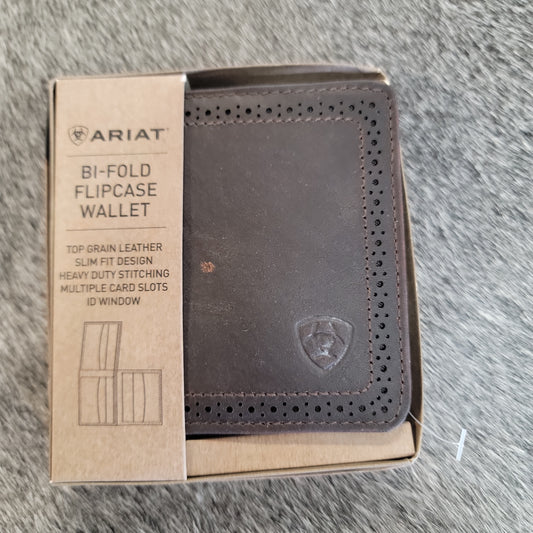 ARIAT
BI-FOLD
FLIPCASE
WALLET
TOP GRAIN LEATHER
SLIM FIT DESIGN
HEAVY DUTY STITCHING
MULTIPLE CARD SLOTS
ID WINDOW